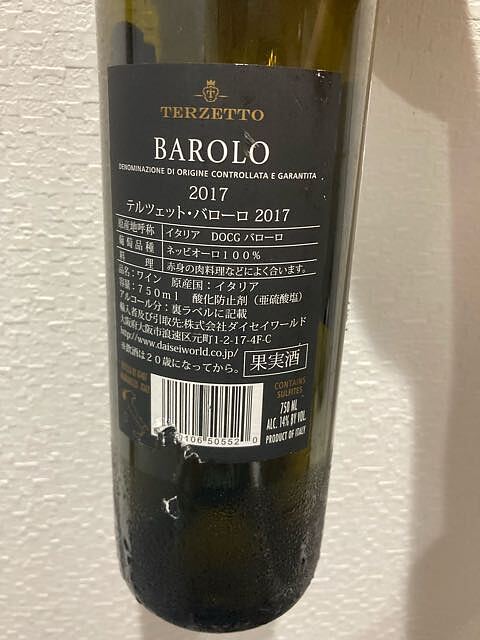 TERZETTO
BAROLO
DENOMINAZIONE DI ORIGINE CONTROLLATA E GARANTITA
2017
テルツェット・バローロ 2017
原産地呼称 イタリア DOCG バローロ
葡萄品種 ネッビオーロ100%
料理 赤身の肉料理などによく合います。
品名:ワイン 原産国:イタリア
容量:750ml 酸化防止剤(亜硫酸塩)
アルコール分:裏ラベルに記載
輸入者及び引取先:株式会社ダイセイワールド
大阪府大阪市浪速区元町1-2-17-4F-C
http://www.daiseiworld.co.jp/
※飲酒は20歳になってから。
果実酒
CONTAINS
SULFITES
750 ML
ALC. 14% BY VOL.
PRODUCT OF ITALY
106 50552 0